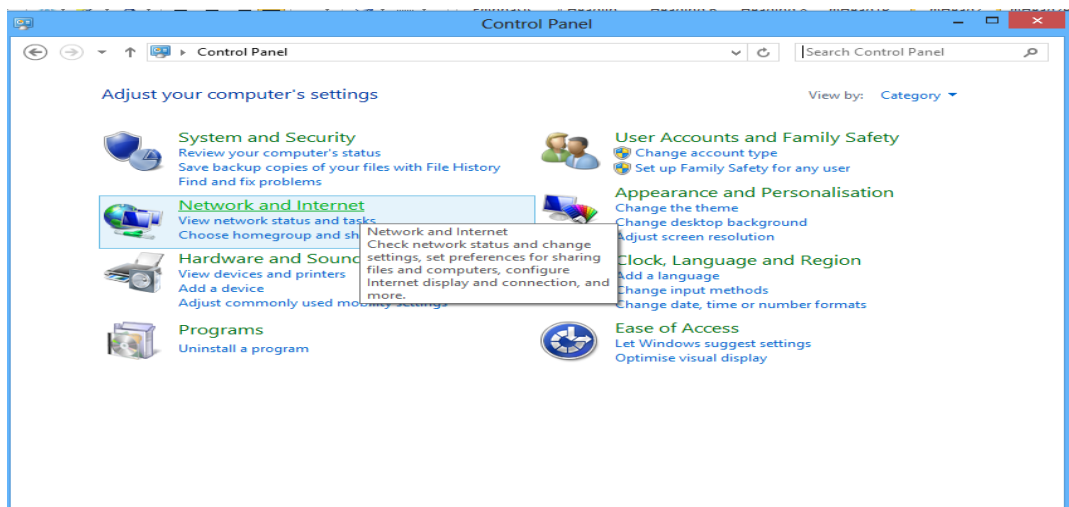 Control Panel
Control Panel
Search Control Panel
Adjust your computer's settings
View by: Category
System and Security
Review your computer's status
Save backup copies of your files with File History
Find and fix problems
Network and Internet
View network status and tasks
Choose homegroup and sh
Network and Internet
Check network status and change
settings, set preferences for sharing
files and computers, configure
Internet display and connection, and
more.
Hardware and Sound
View devices and printers
Add a device
Adjust commonly used mobility settings
Programs
Uninstall a program
User Accounts and Family Safety
Change account type
Set up Family Safety for any user
Appearance and Personalisation
Change the theme
Change desktop background
Adjust screen resolution
Clock, Language and Region
Add a language
Change input methods
Change date, time or number formats
Ease of Access
Let Windows suggest settings
Optimise visual display